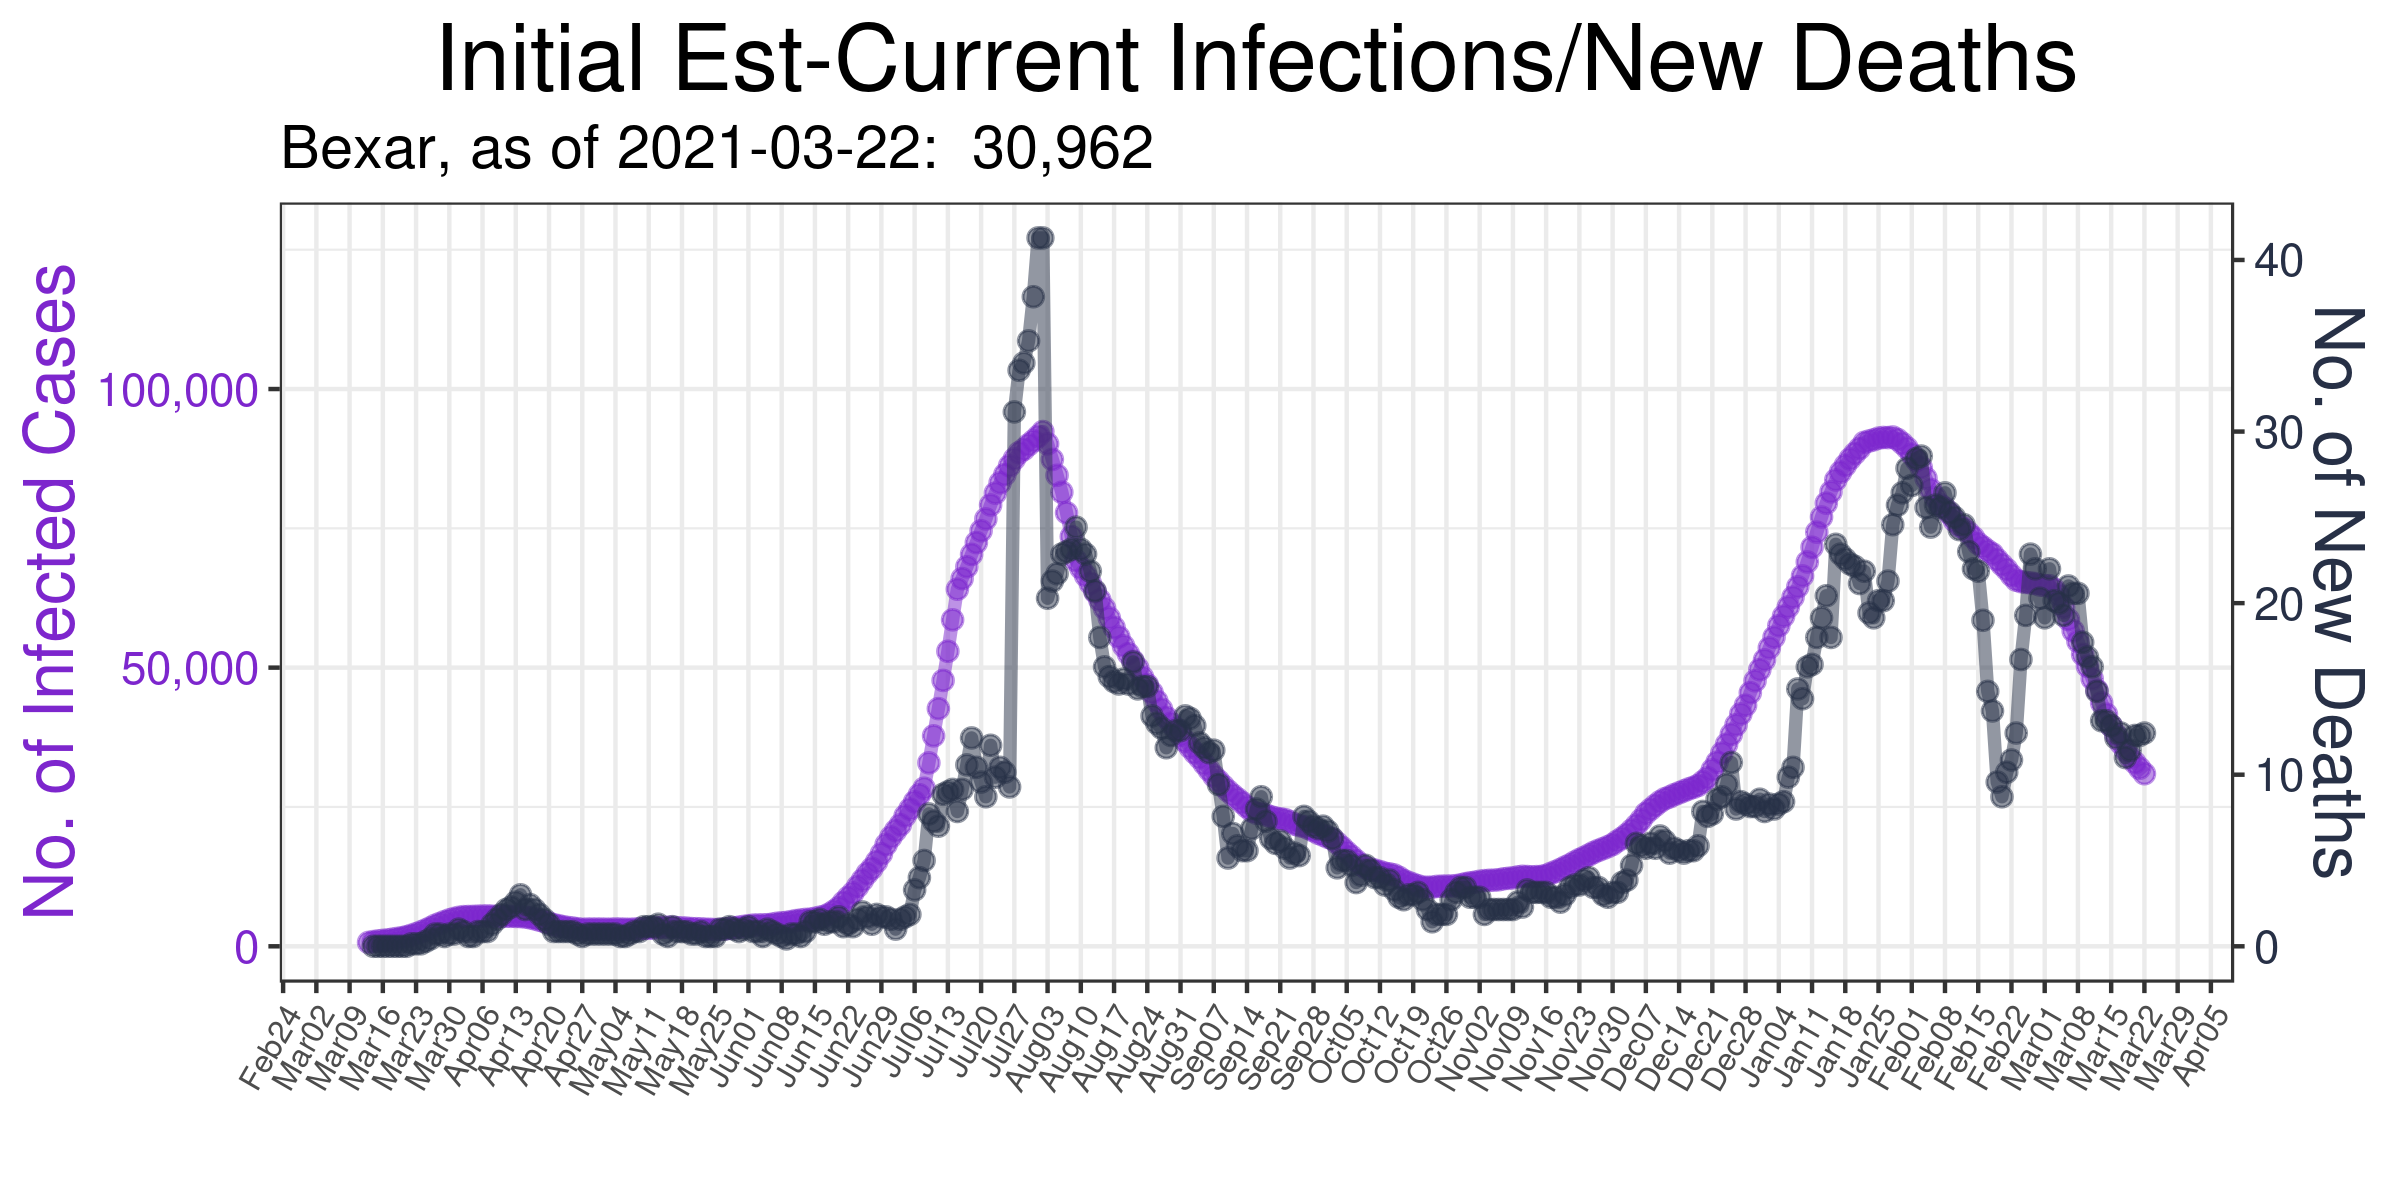 Initial Est-Current Infections/New Deaths
Bexar, as of 2021-03-22:  30,962
No. of Infected Cases
100,000
50,000
0
40
30
20
10
0
No. of New Deaths
Feb24
Mar02
Mar09
Mar16
Mar23
Mar30
Apr06
Apr13
Apr20
Apr27
May04
May11
May18
May25
Jun01
Jun08
Jun15
Jun22
Jun29
Jul06
Jul13
Jul20
Jul27
Aug03
Aug10
Aug17
Aug24
Aug31
Sep07
Sep14
Sep21
Sep28
Oct05
Oct12
Oct19
Oct26
Nov02
Nov09
Nov16
Nov23
Nov30
Dec07
Dec14
Dec21
Dec28
Jan04
Jan11
Jan18
Jan25
Feb01
Feb08
Feb15
Feb22
Mar01
Mar08
Mar15
Mar22
Mar29
Apr05